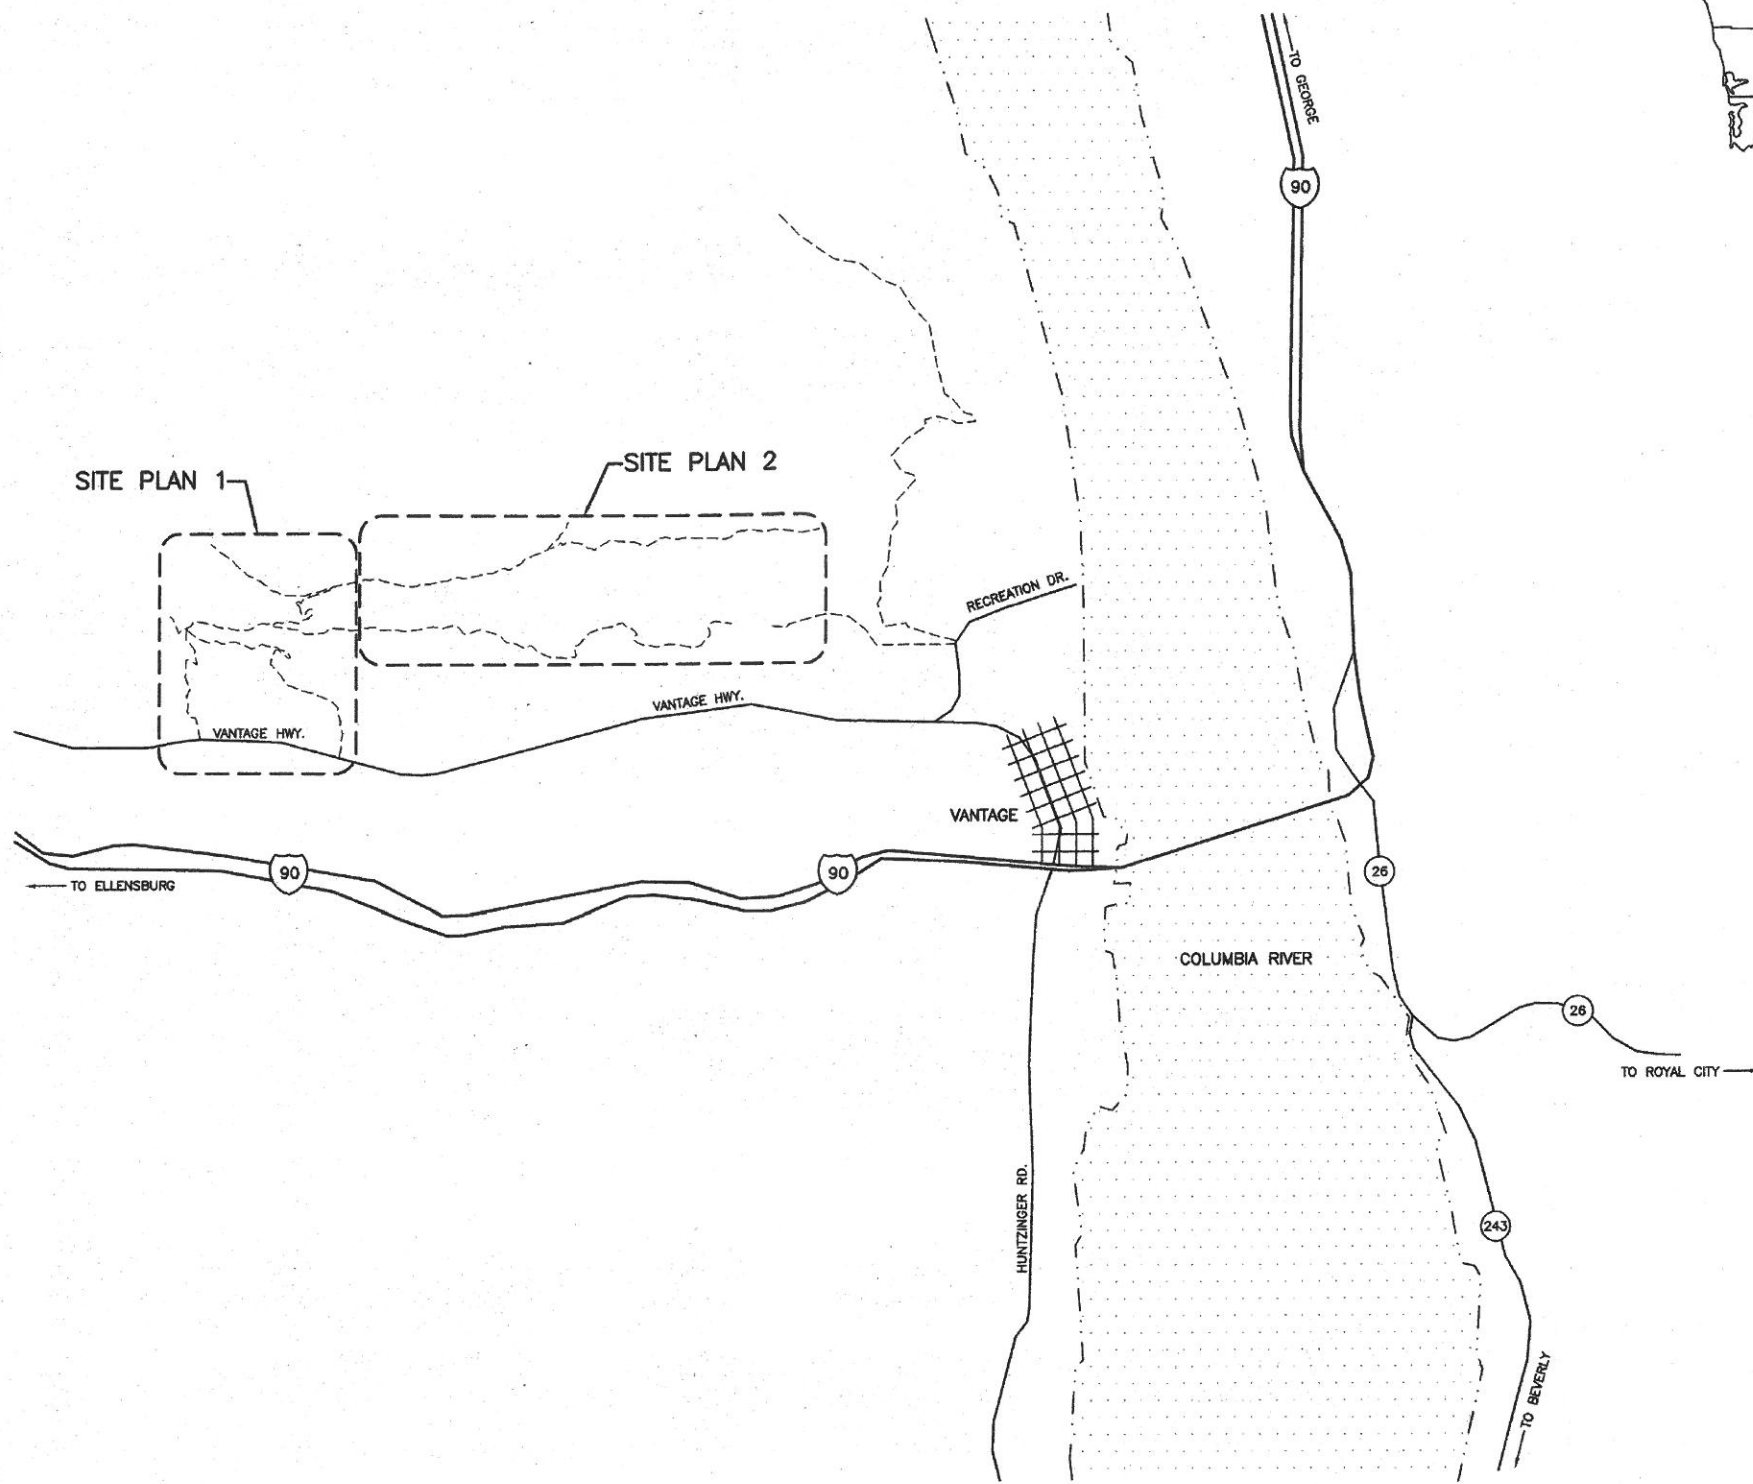 TO GEORGE
90
SITE PLAN 1
SITE PLAN 2
RECREATION DR.
VANTAGE HWY.
VANTAGE HWY.
VANTAGE
90
90
26
TO ELLENSBURG
COLUMBIA RIVER
26
TO ROYAL CITY
HUNTZINGER RD.
243
TO BEVERLY